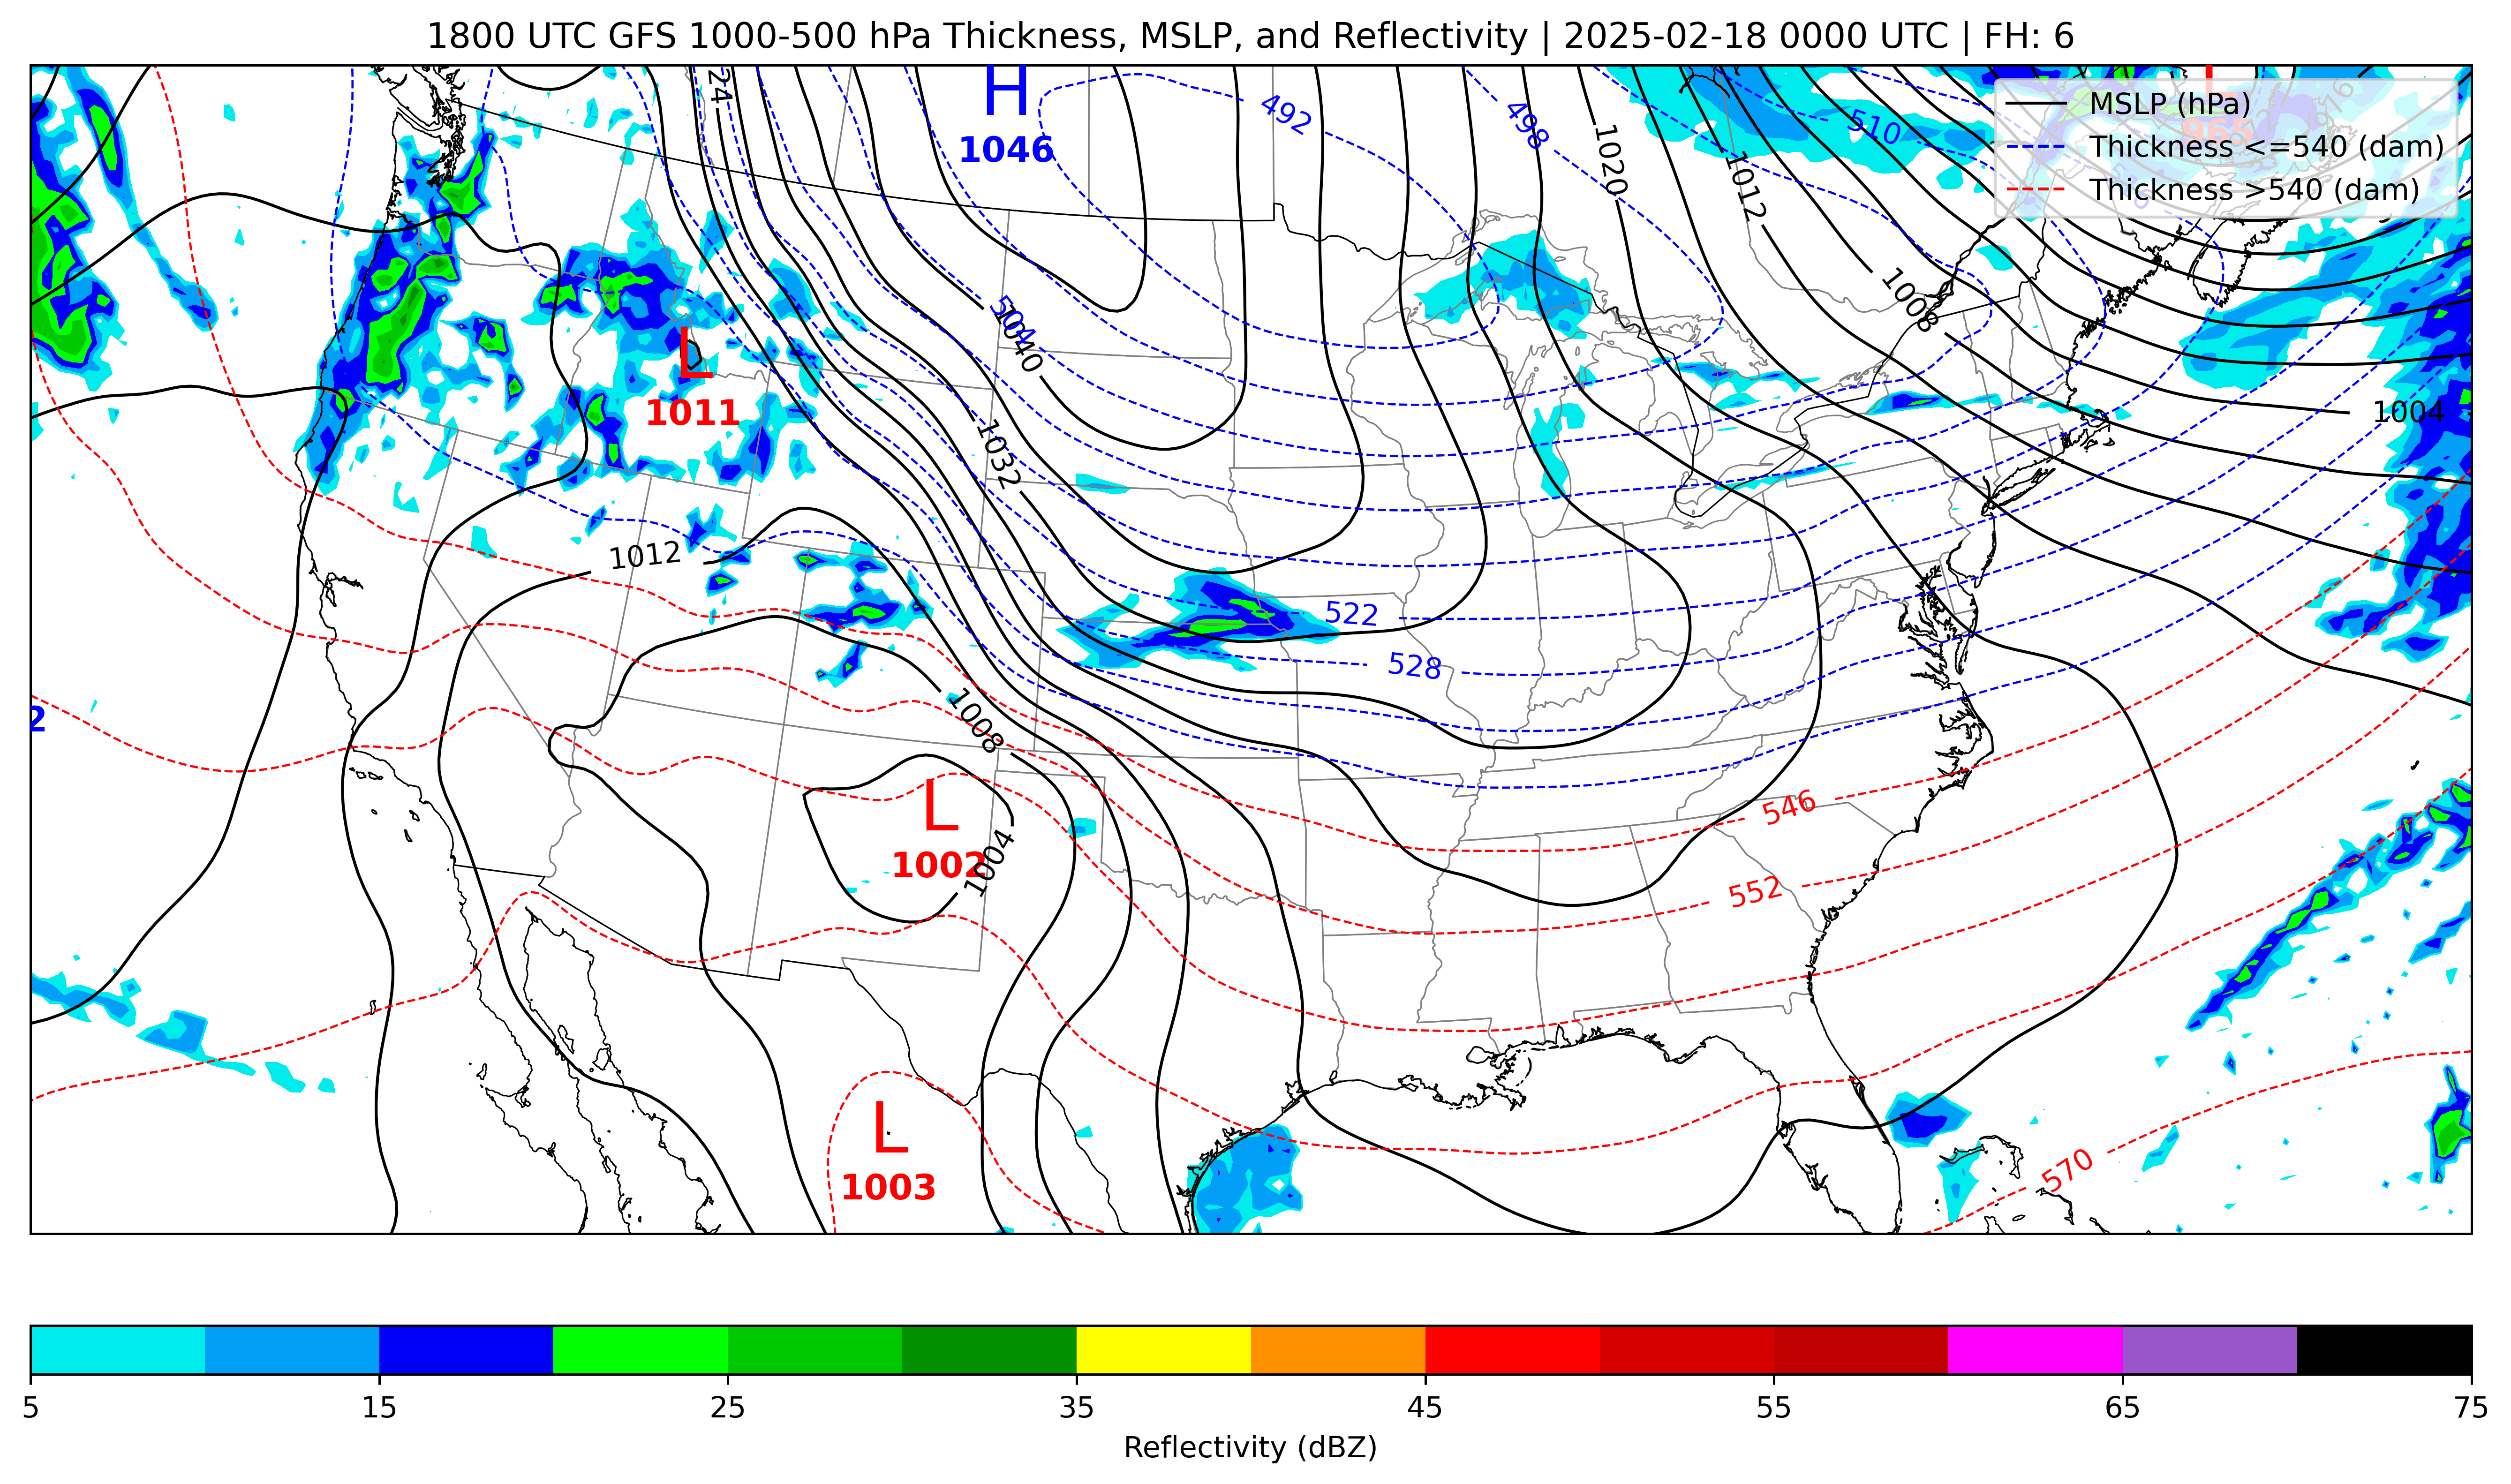 1800 UTC GFS 1000-500 hPa Thickness, MSLP, and Reflectivity | 2025-02-18 0000 UTC | FH: 6
MSLP (hPa)
Thickness <=540 (dam)
Thickness >540 (dam)
H
1046
L
965
492
498
510
1020
1012
1008
504
1040
L
1011
1004
1032
1012
522
528
2
1008
L
1002
1004
546
552
L
1003
570
5 15 25 35 45 55 65 75
Reflectivity (dBZ)